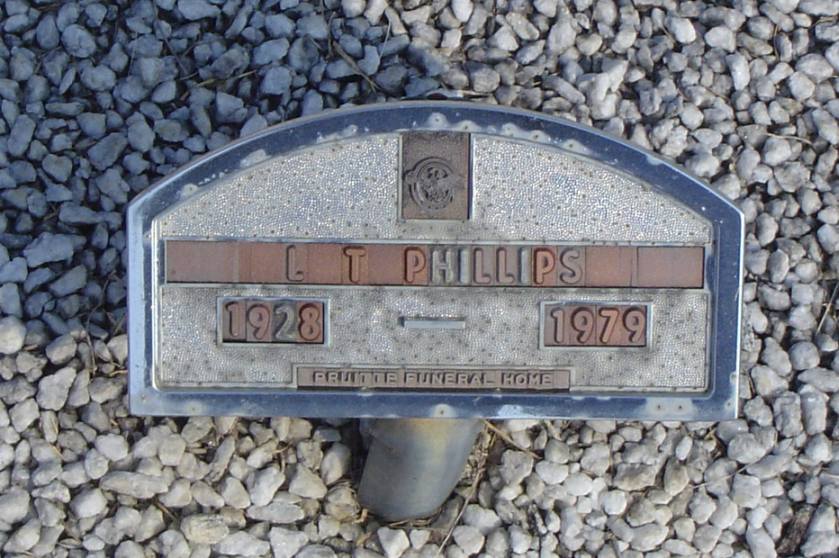 L T PHILLIPS
1928 — 1979
PRUITTE FUNERAL HOME